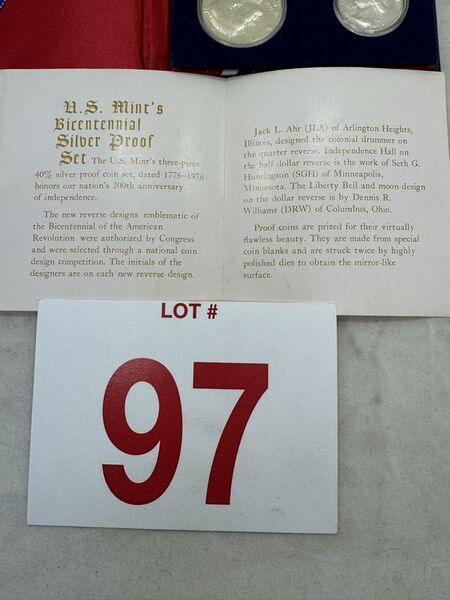 U.S. Mint's
Bicentennial
Silver Proof
Set The U.S. Mint's three-piece
40% silver proof coin set, dated 1776-1976
honors our nation's 200th anniversary
of independence.
The new reverse designs emblematic of
the Bicentennial of the American
Revolution were authorized by Congress
and were selected through a national coin
design competition. The initials of the
designers are on each new reverse design.
Jack L. Ahr (JLA) of Arlington Heights,
Illinois, designed the colonial drummer on
the quarter reverse. Independence Hall on
the half dollar reverse is the work of Seth G.
Huntington (SGH) of Minneapolis,
Minnesota. The Liberty Bell and moon design
on the dollar reverse is by Dennis R.
Williams (DRW) of Columbus, Ohio.
Proof coins are prized for their virtually
flawless beauty. They are made from special
coin blanks and are struck twice by highly
polished dies to obtain the mirror-like
surface.
LOT #
97